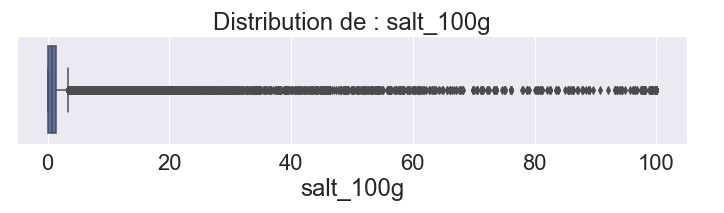 Distribution de : salt_100g
0 20 40 60 80 100
salt_100g